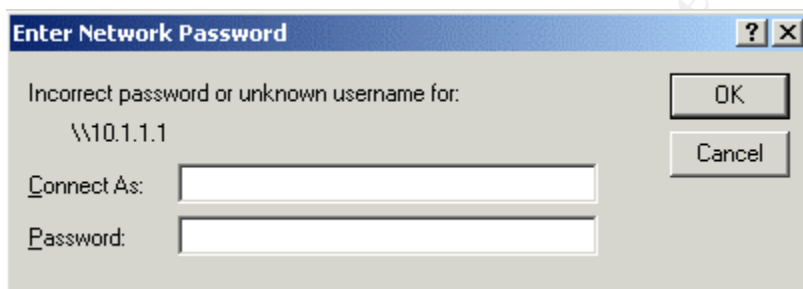 Enter Network Password
Incorrect password or unknown username for:
\\10.1.1.1
Connect As:
Password:
OK
Cancel